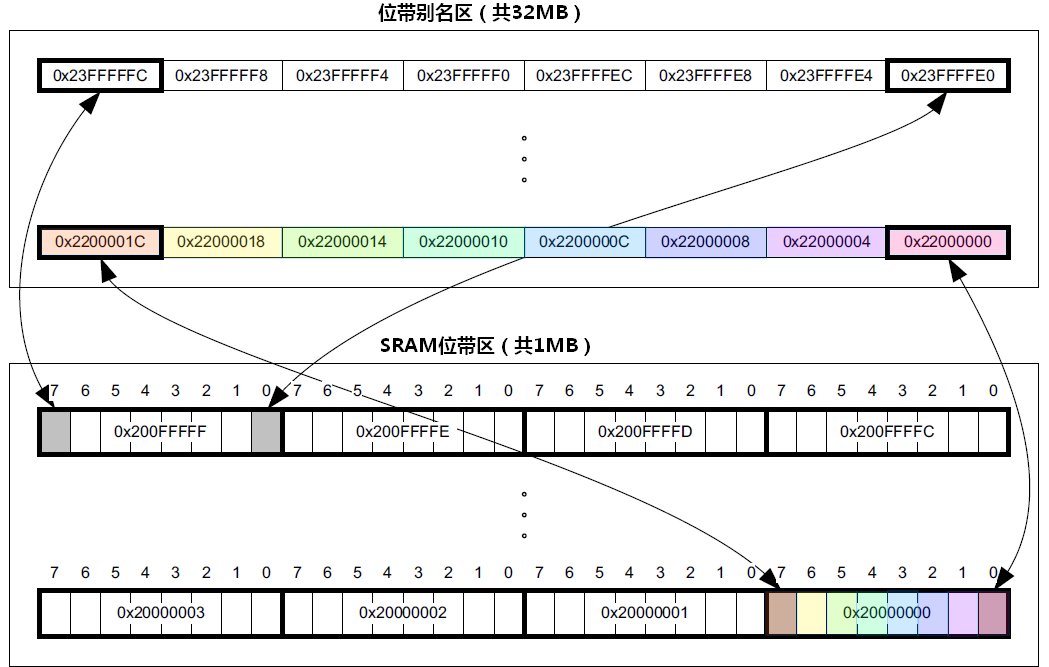 位带别名区（共32MB）
0x23FFFFFC 0x23FFFFF8 0x23FFFFF4 0x23FFFFF0 0x23FFFFEC 0x23FFFFE8 0x23FFFFE4 0x23FFFFE0
0x2200001C 0x22000018 0x22000014 0x22000010 0x2200000C 0x22000008 0x22000004 0x22000000
SRAM位带区（共1MB）
7 6 5 4 3 2 1 0 7 6 5 4 3 2 1 0 7 6 5 4 3 2 1 0 7 6 5 4 3 2 1 0
0x200FFFFF 0x200FFFFE 0x200FFFFD 0x200FFFFC
7 6 5 4 3 2 1 0 7 6 5 4 3 2 1 0 7 6 5 4 3 2 1 0 7 6 5 4 3 2 1 0
0x20000003 0x20000002 0x20000001 0x20000000